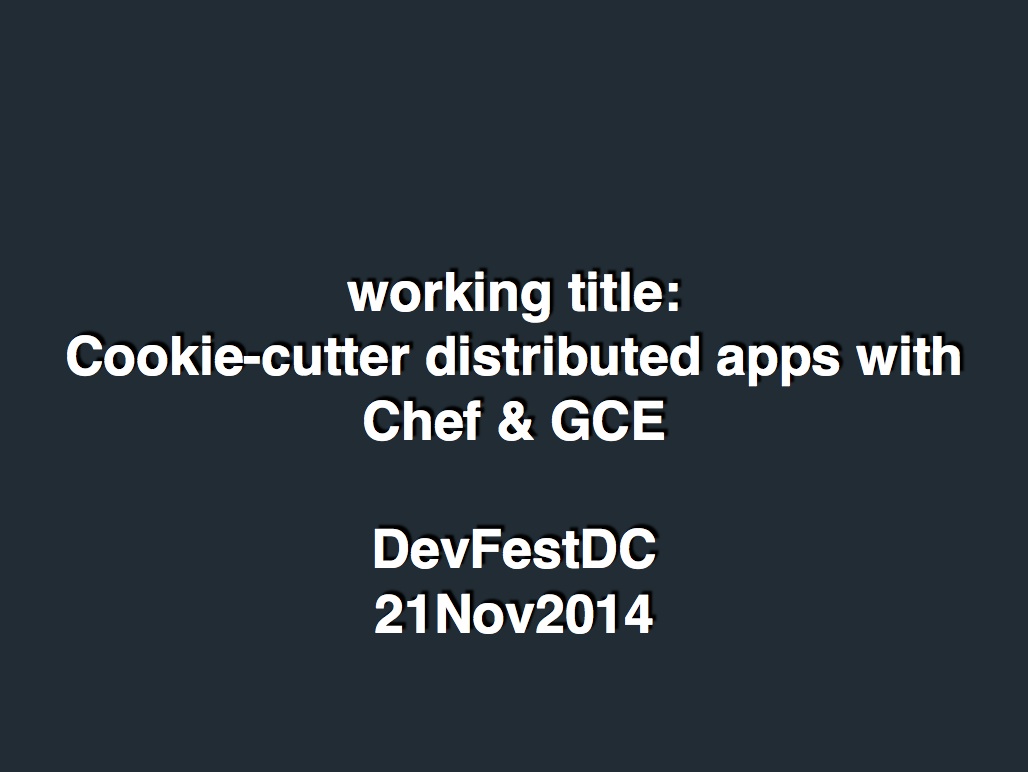 working title:
Cookie-cutter distributed apps with
Chef & GCE
DevFestDC
21Nov2014